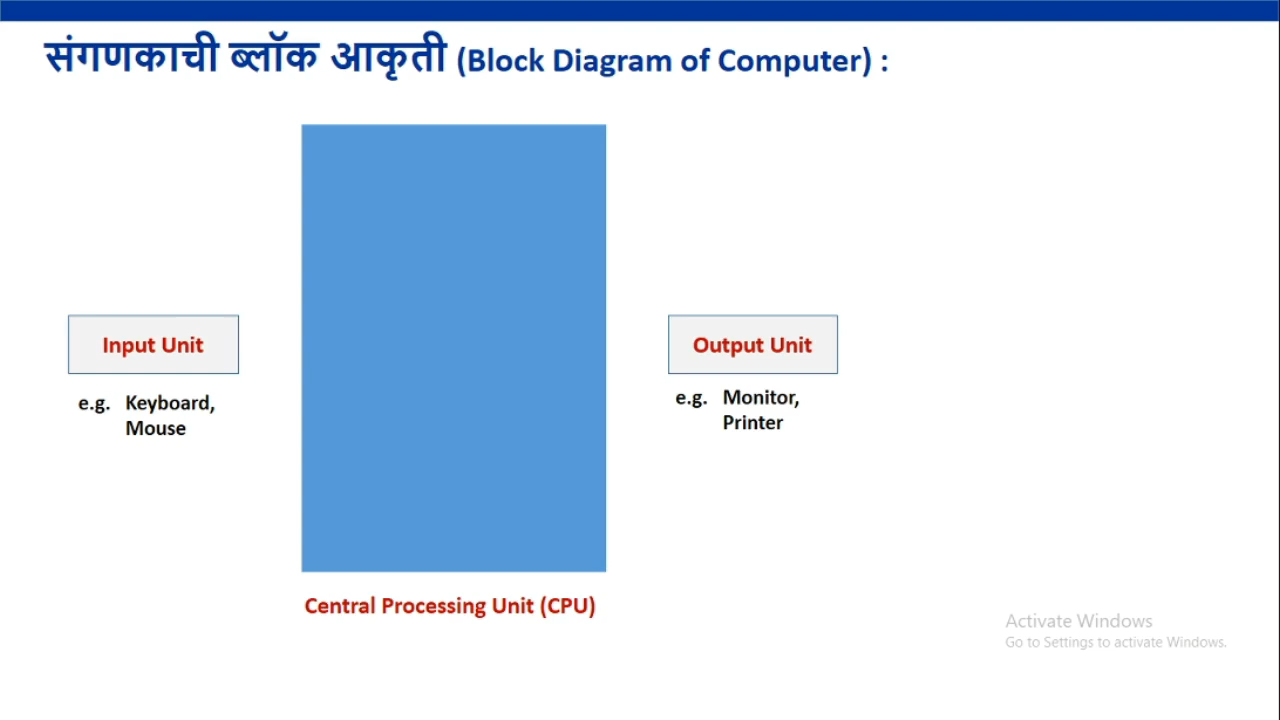 संगणकाची ब्लॉक आकृती (Block Diagram of Computer) :
Input Unit
e.g. Keyboard,
Mouse
Central Processing Unit (CPU)
Output Unit
e.g. Monitor,
Printer
Activate Windows
Go to Settings to activate Windows.